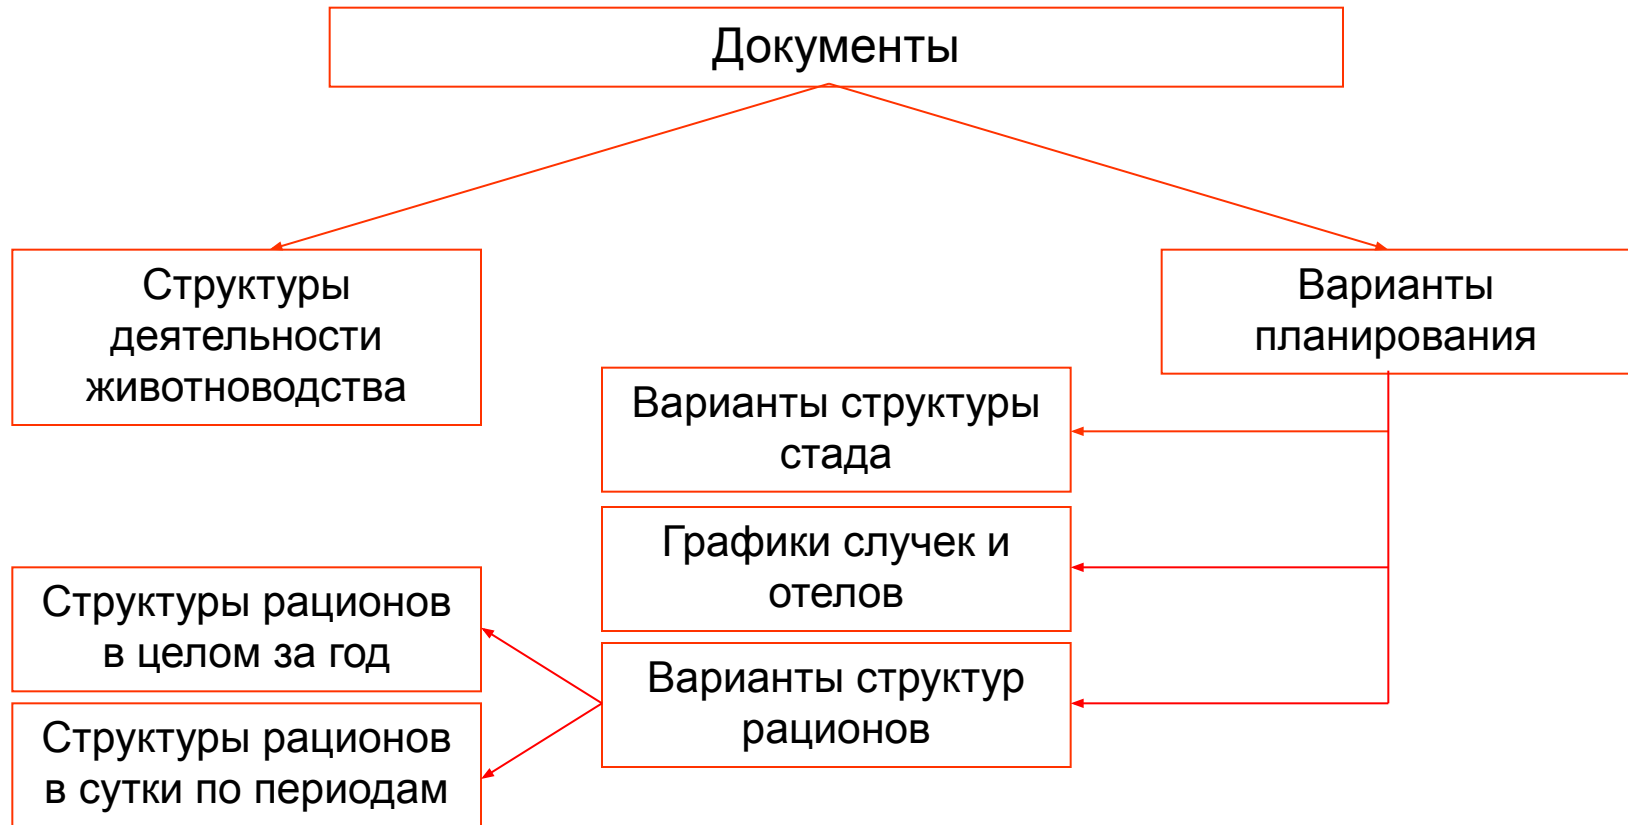 Документы
Структуры
деятельности
животноводства
Варианты
планирования
Варианты структуры
стада
Графики случек и
отелов
Варианты структур
рационов
Структуры рационов
в целом за год
Структуры рационов
в сутки по периодам